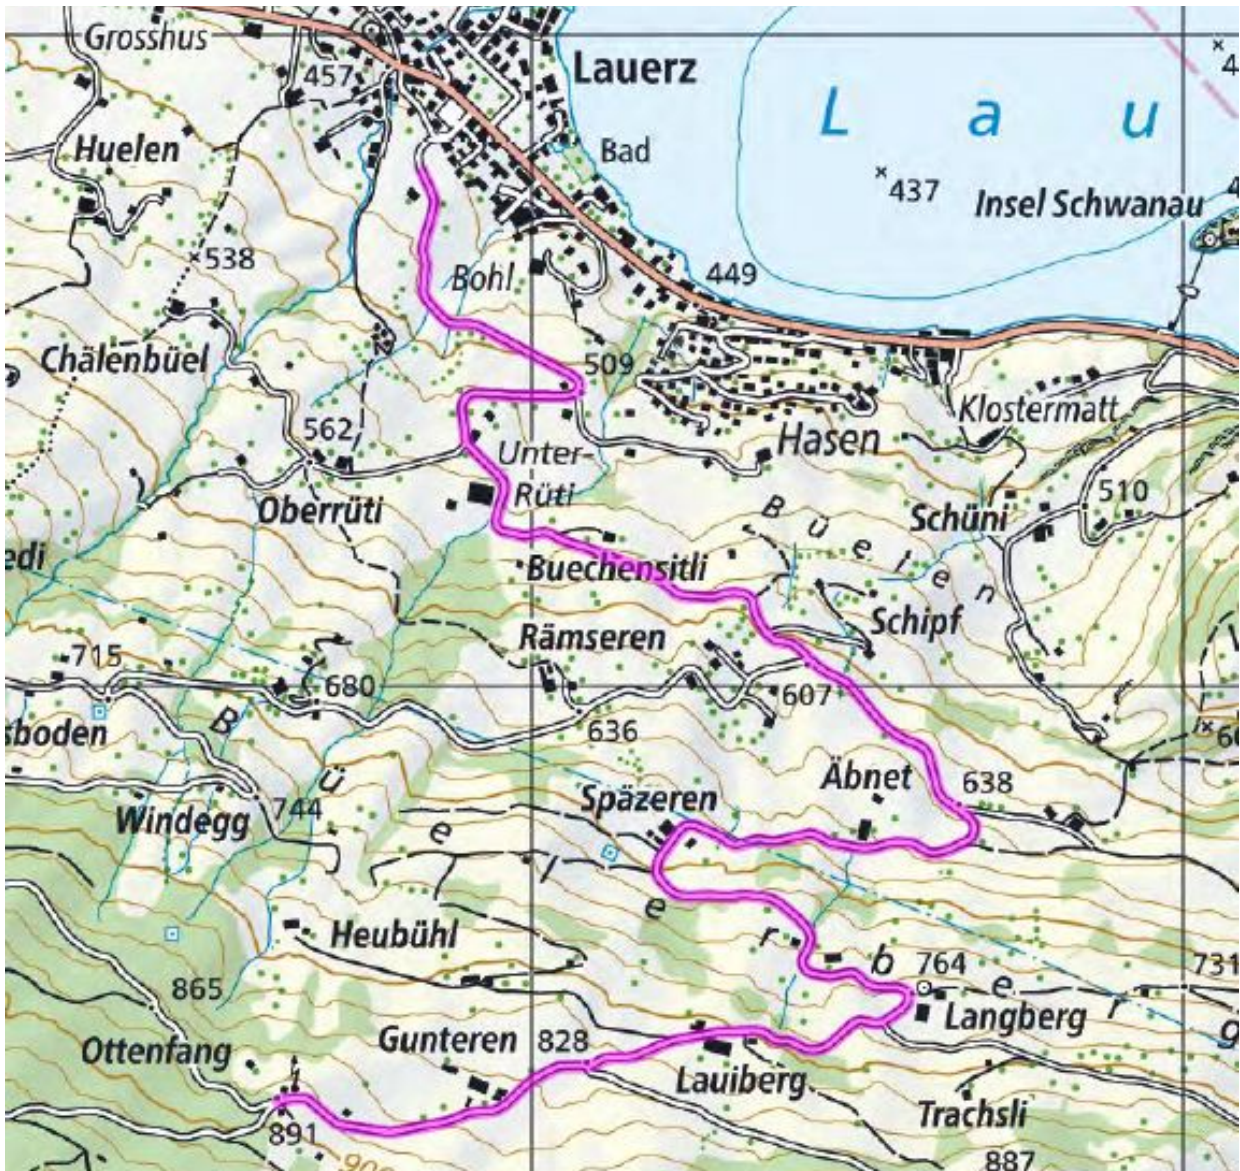 Grosshus
457
Lauerz
L a u
Huelen
Bad
437
Insel Schwanau
538
Bohl
449
Chälenbüel
509
Klostermatt
562
Unter-
Rüti
Hasen
Oberrüti
510
Schüni
Büelen
edi
Buechensitli
Schipf
Rämseren
715
680
607
636
sboden
Äbnet
638
Späzeren
Windegg
744
Büelerberg
Heubühl
764
731
865
Langberg
Ottenfang
Gunteren
828
Lauiberg
Trachsli
891
887